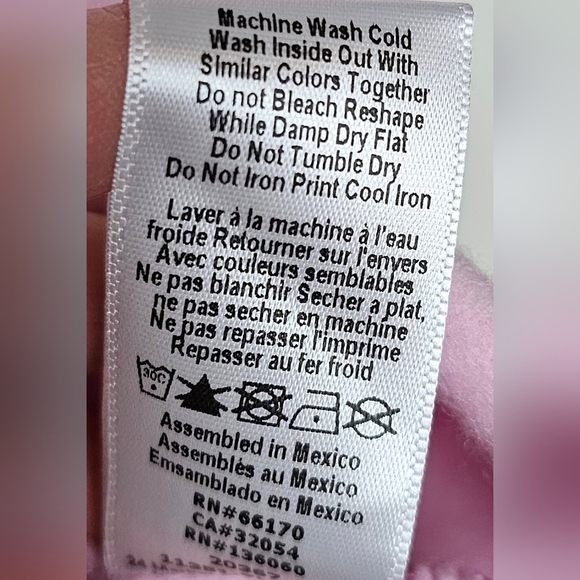 Machine Wash Cold
Wash Inside Out With
Similar Colors Together
Do not Bleach Reshape
While Damp Dry Flat
Do Not Tumble Dry
Do Not Iron Print Cool Iron
Laver à la machine à l'eau
froide Retourner sur l'envers
Avec couleurs semblables
Ne pas blanchir Secher a plat,
ne pas secher en machine
Ne pas repasser l'imprime
Repasser au fer froid
30C
Assembled in Mexico
Assemblés au Mexico
Emsamblado en Mexico
RN#66170
CA#32054
RN#136060